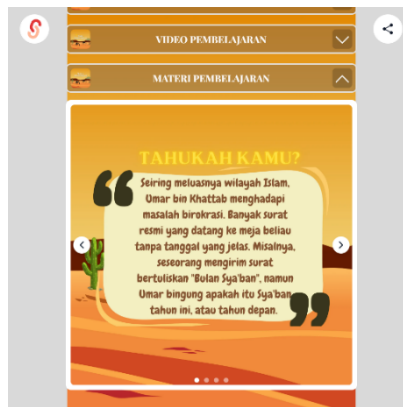 VIDEO PEMBELAJARAN
MATERI PEMBELAJARAN
TAHUKAH KAMU?
Seiring meluasnya wilayah Islam,
Umar bin Khattab menghadapi
masalah birokrasi. Banyak surat
resmi yang datang ke meja beliau
tanpa tanggal yang jelas. Misalnya,
seseorang mengirim surat
bertuliskan "Bulan Sya'ban", namun
Umar bingung apakah itu Sya'ban
tahun ini, atau tahun depan.